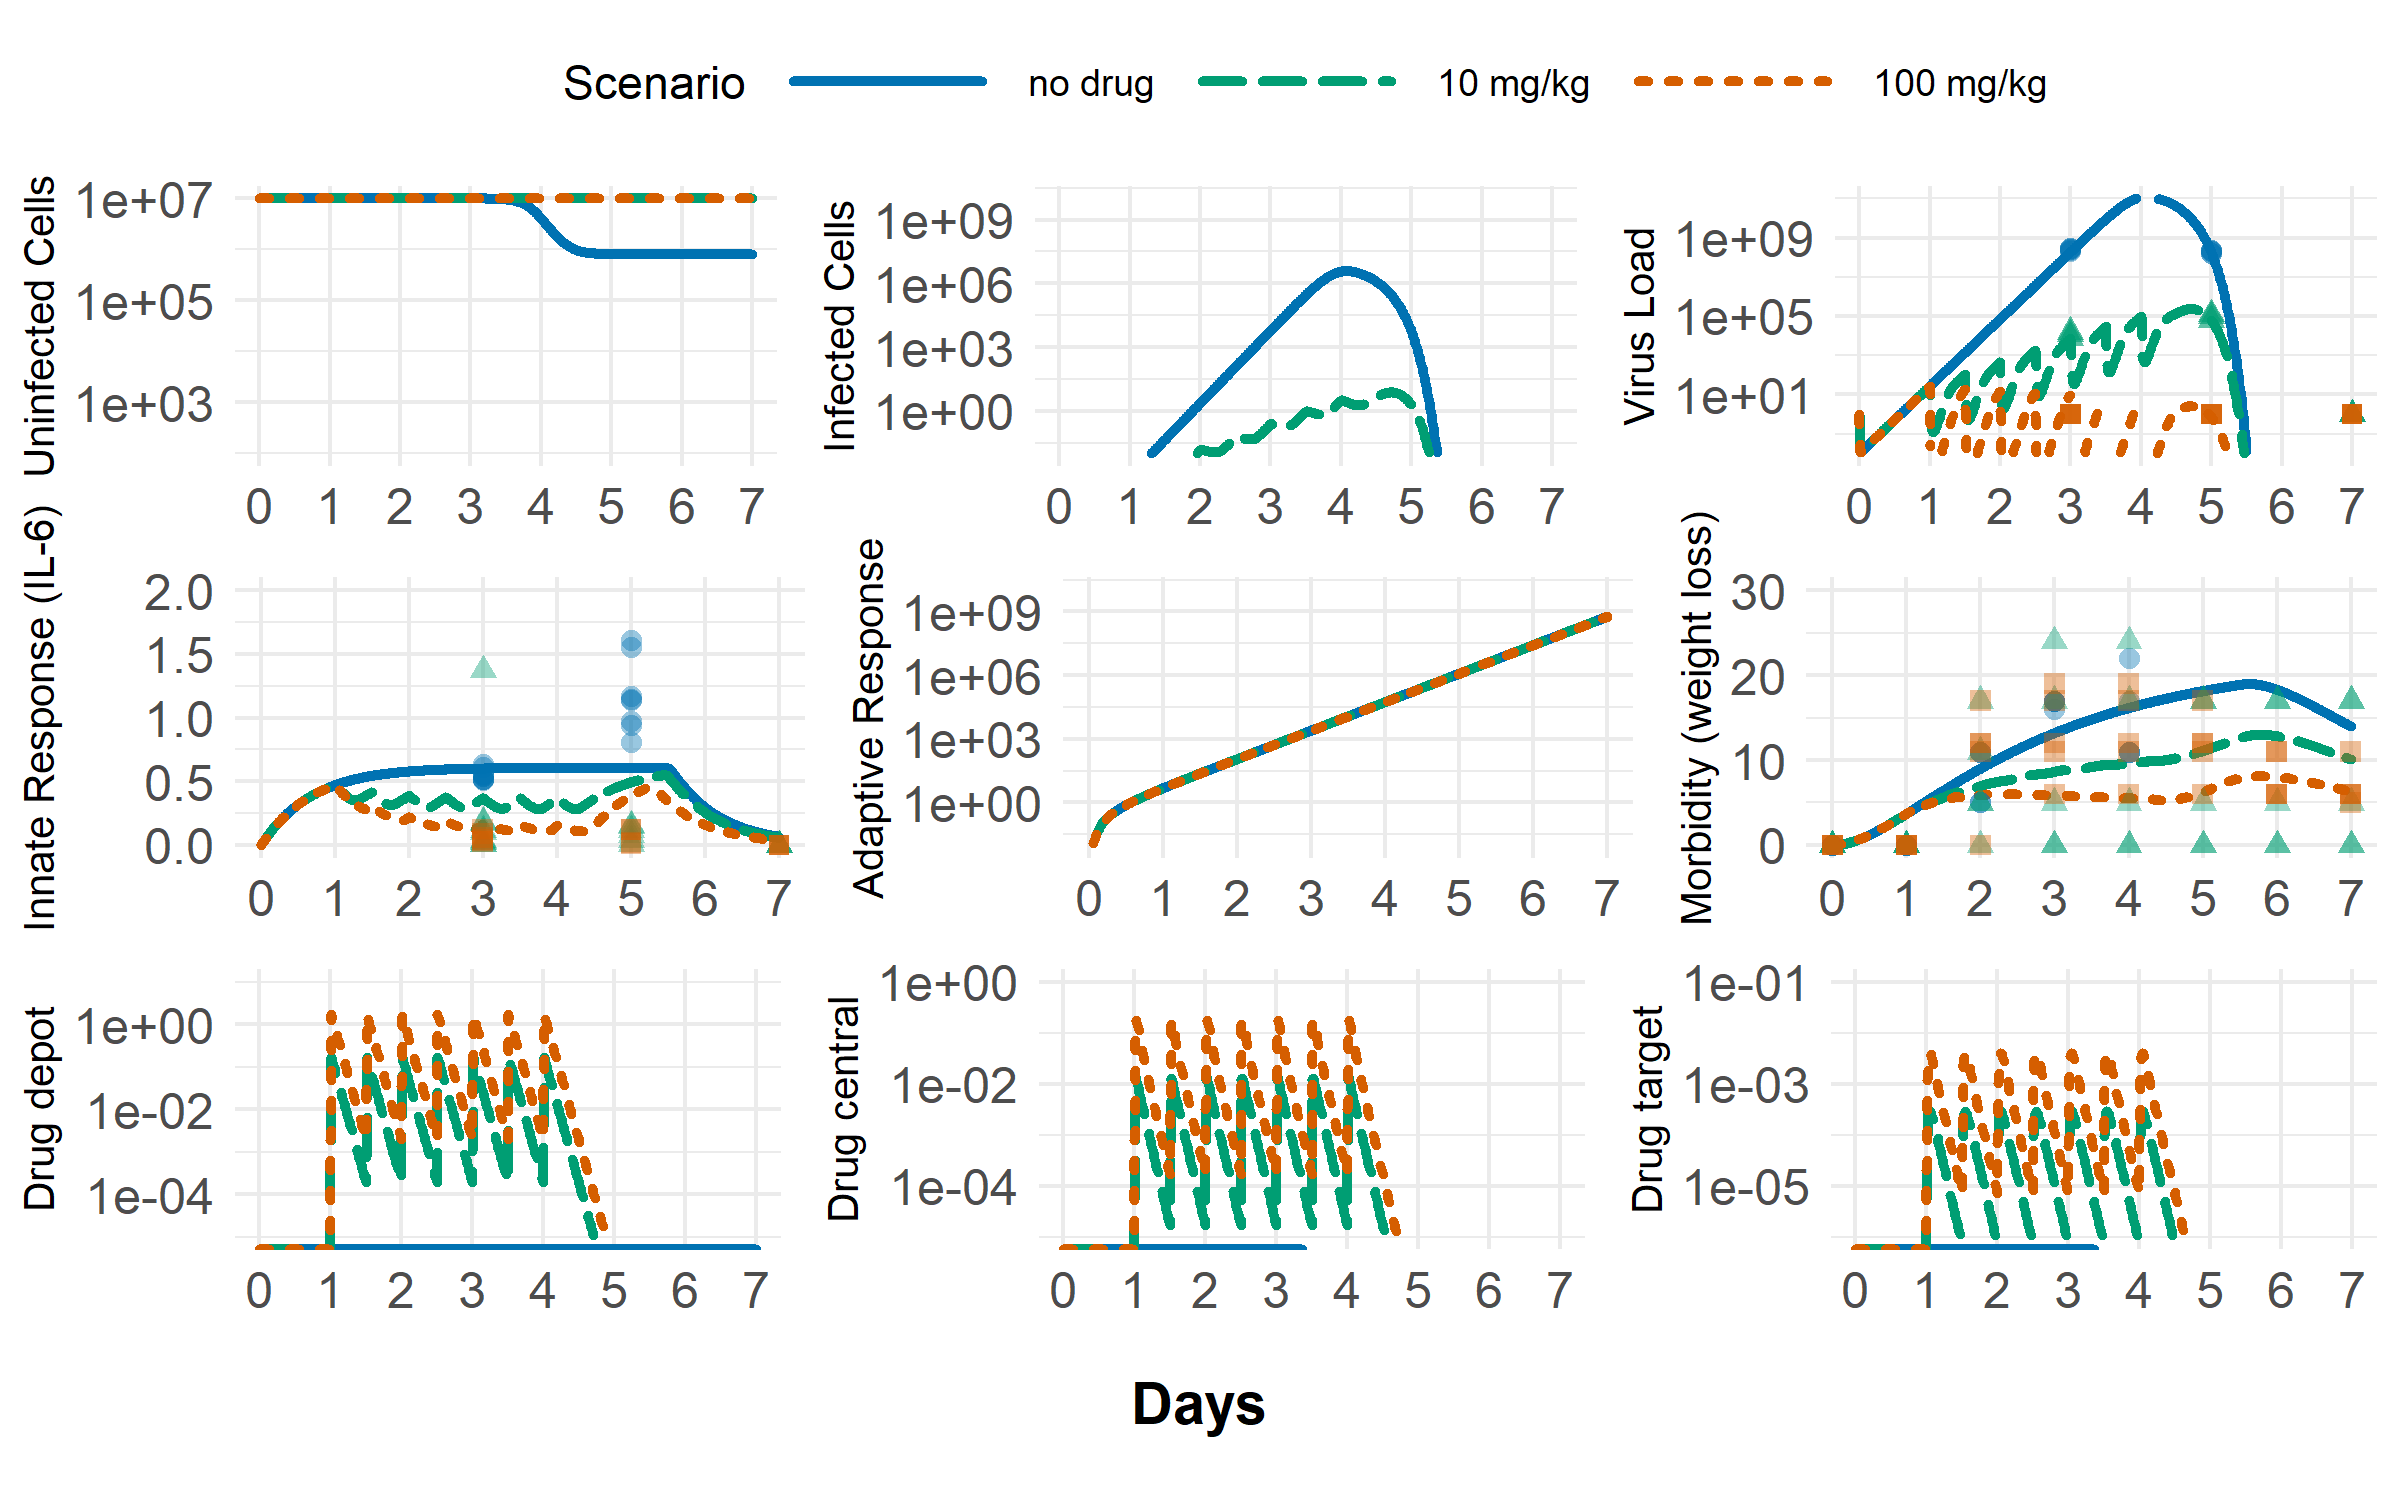 Scenario no drug 10 mg/kg 100 mg/kg
Uninfected Cells
1e+07
1e+05
1e+03
0 1 2 3 4 5 6 7
Infected Cells
1e+09
1e+06
1e+03
1e+00
0 1 2 3 4 5 6 7
Virus Load
1e+09
1e+05
1e+01
0 1 2 3 4 5 6 7
Innate Response (IL-6)
2.0
1.5
1.0
0.5
0.0
0 1 2 3 4 5 6 7
Adaptive Response
1e+09
1e+06
1e+03
1e+00
0 1 2 3 4 5 6 7
Morbidity (weight loss)
30
20
10
0
0 1 2 3 4 5 6 7
Drug depot
1e+00
1e-02
1e-04
0 1 2 3 4 5 6 7
Drug central
1e+00
1e-02
1e-04
0 1 2 3 4 5 6 7
Drug target
1e-01
1e-03
1e-05
0 1 2 3 4 5 6 7
Days